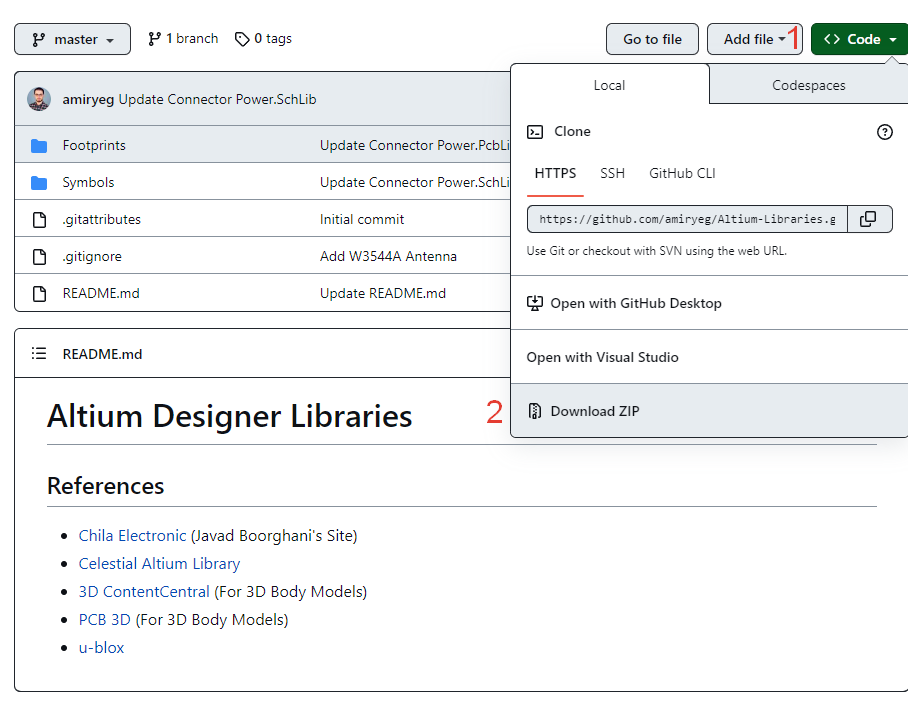 master 1 branch 0 tags Go to file Add file 1 Code
amiryeg Update Connector Power.SchLib
Local Codespaces
Clone
Footprints Update Connector Power.PcbLi
HTTPS SSH GitHub CLI
Symbols Update Connector Power.SchLi
.gitattributes Initial commit
https://github.com/amiryeg/Altium-Libraries.g
Use Git or checkout with SVN using the web URL.
.gitignore Add W3544A Antenna
README.md Update README.md
Open with GitHub Desktop
README.md
Open with Visual Studio
Altium Designer Libraries
2 Download ZIP
References
Chila Electronic (Javad Boorghani's Site)
Celestial Altium Library
3D ContentCentral (For 3D Body Models)
PCB 3D (For 3D Body Models)
u-blox